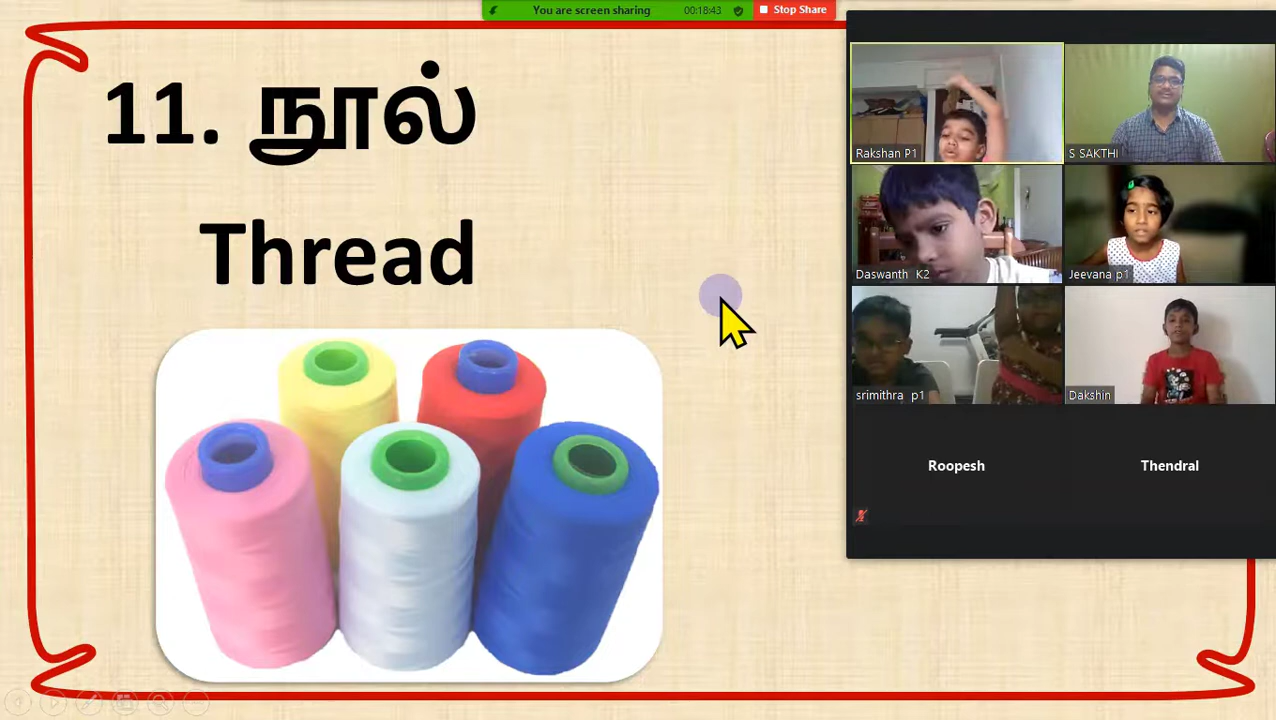 You are screen sharing 00:18:43 Stop Share
11. நூல்
Thread
Rakshan P1
S SAKTHI
Daswanth K2
Jeevana p1
srimithra p1
Dakshin
Roopesh
Thendral